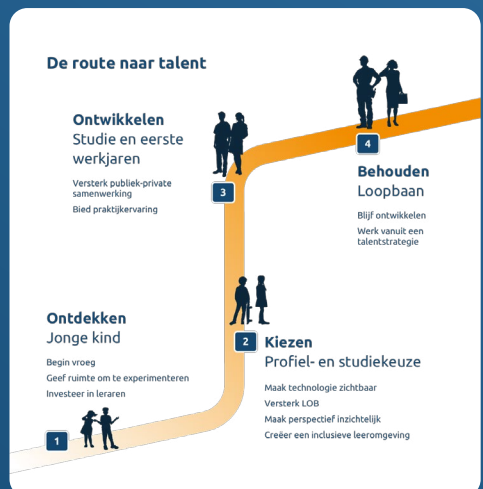 De route naar talent
1
Ontdekken
Jonge kind
Begin vroeg
Geef ruimte om te experimenteren
Investeer in leraren
2
Kiezen
Profiel- en studiekeuze
Maak technologie zichtbaar
Versterk LOB
Maak perspectief inzichtelijk
Creëer een inclusieve leeromgeving
3
Ontwikkelen
Studie en eerste
werkjaren
Versterk publiek-private
samenwerking
Bied praktijkervaring
4
Behouden
Loopbaan
Blijf ontwikkelen
Werk vanuit een
talentstrategie